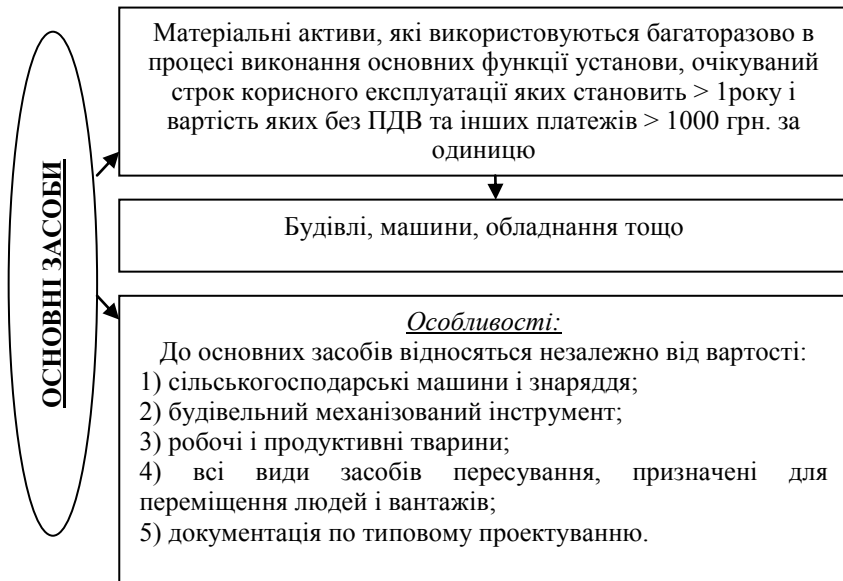 ОСНОВНІ ЗАСОБИ
Матеріальні активи, які використовуються багаторазово в
процесі виконання основних функції установи, очікуваний
строк корисного експлуатації яких становить > 1року і
вартість яких без ПДВ та інших платежів > 1000 грн. за
одиницю
Будівлі, машини, обладнання тощо
Особливості:
До основних засобів відносяться незалежно від вартості:
1) сільськогосподарські машини і знаряддя;
2) будівельний механізований інструмент;
3) робочі і продуктивні тварини;
4) всі види засобів пересування, призначені для
переміщення людей і вантажів;
5) документація по типовому проектуванню.